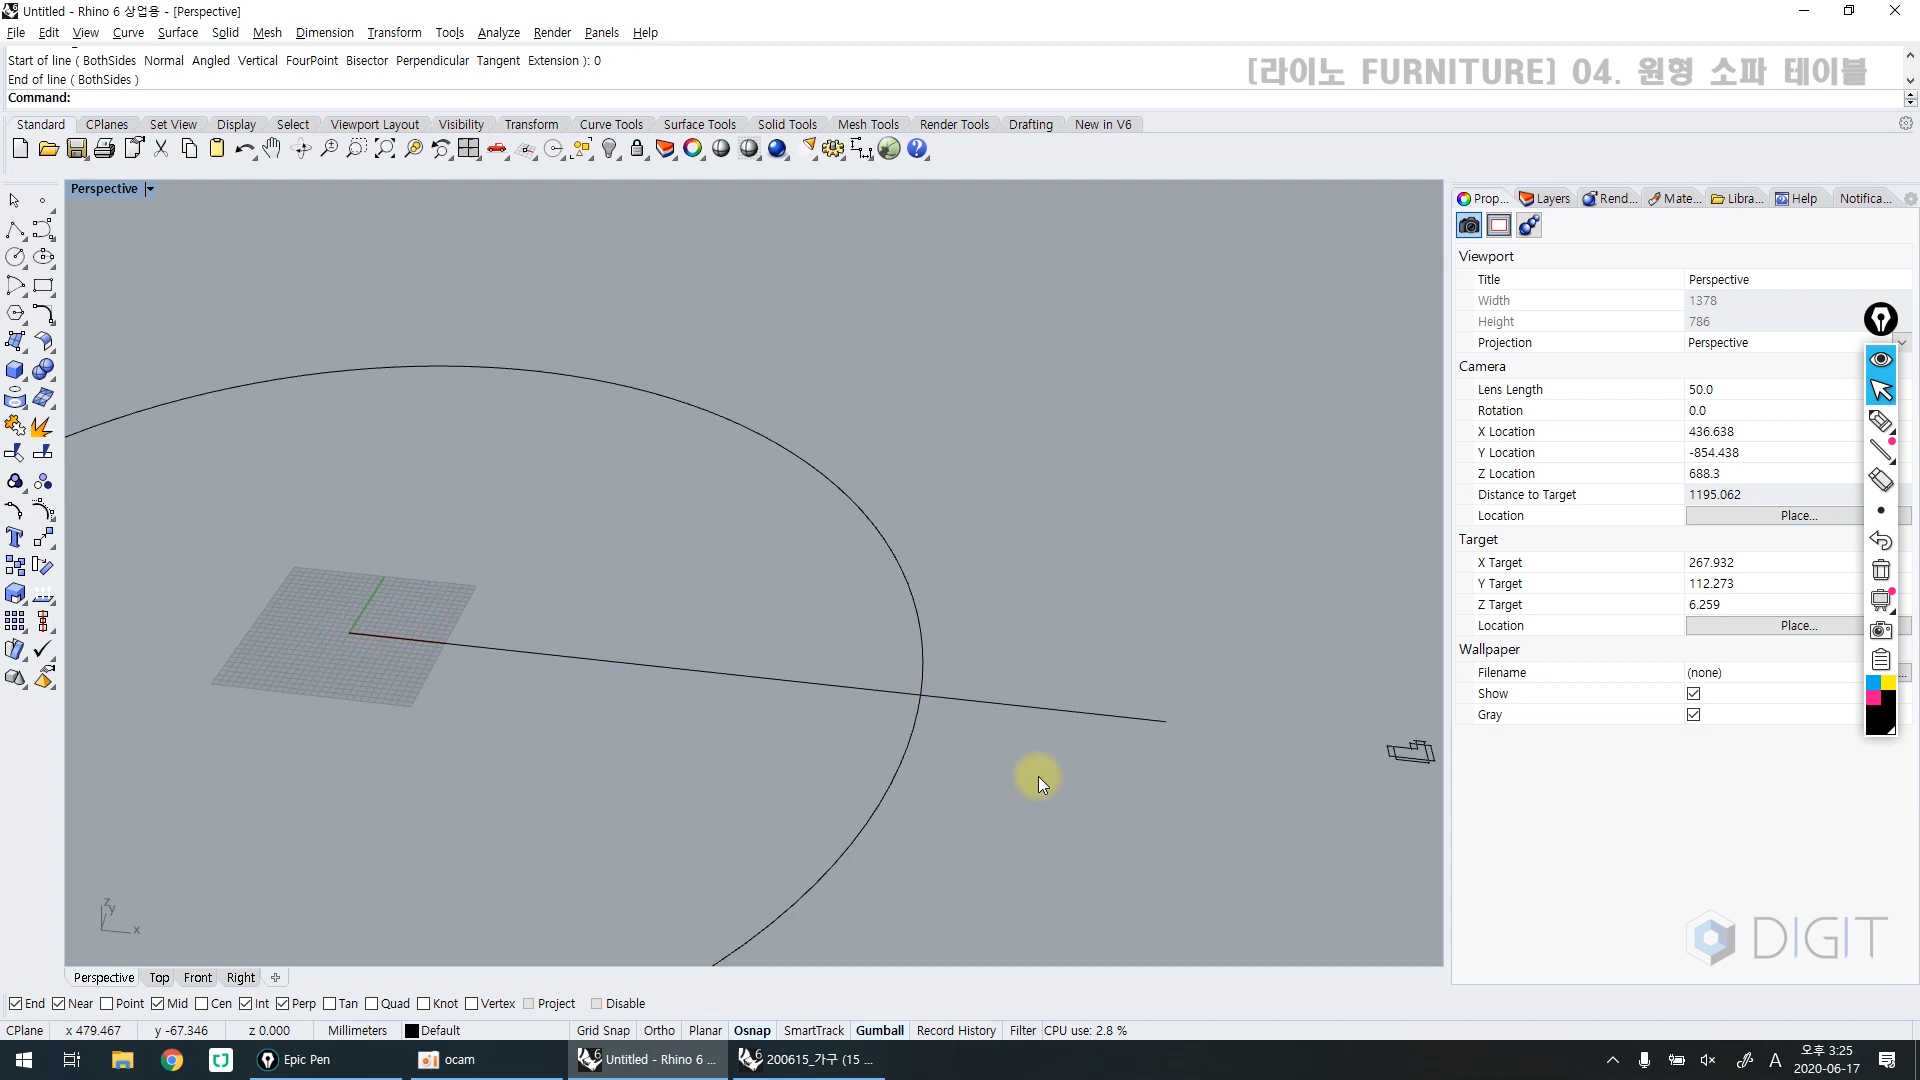 Untitled - Rhino 6 상업용 - [Perspective]
File Edit View Curve Surface Solid Mesh Dimension Transform Tools Analyze Render Panels Help
Start of line ( BothSides Normal Angled Vertical FourPoint Bisector Perpendicular Tangent Extension ): 0
End of line ( BothSides )
Command:
[라이노 FURNITURE] 04. 원형 소파 테이블
Standard CPlanes Set View Display Select Viewport Layout Visibility Transform Curve Tools Surface Tools Solid Tools Mesh Tools Render Tools Drafting New in V6
Perspective
Prop... Layers Rend... Mate... Libra... Help Notifica...
Viewport
Title Perspective
Width 1378
Height 786
Projection Perspective
Camera
Lens Length 50.0
Rotation 0.0
X Location 436.638
Y Location -854.438
Z Location 688.3
Distance to Target 1195.062
Location Place...
Target
X Target 267.932
Y Target 112.273
Z Target 6.259
Location Place...
Wallpaper
Filename (none)
Show
Gray
z
y
x
DIGIT
Perspective Top Front Right
End Near Point Mid Cen Int Perp Tan Quad Knot Vertex Project Disable
CPlane x 479.467 y -67.346 z 0.000 Millimeters Default Grid Snap Ortho Planar Osnap SmartTrack Gumball Record History Filter CPU use: 2.8 %
Epic Pen ocam Untitled - Rhino 6 ... 200615_가구 (15 ...
A
오후 3:25
2020-06-17